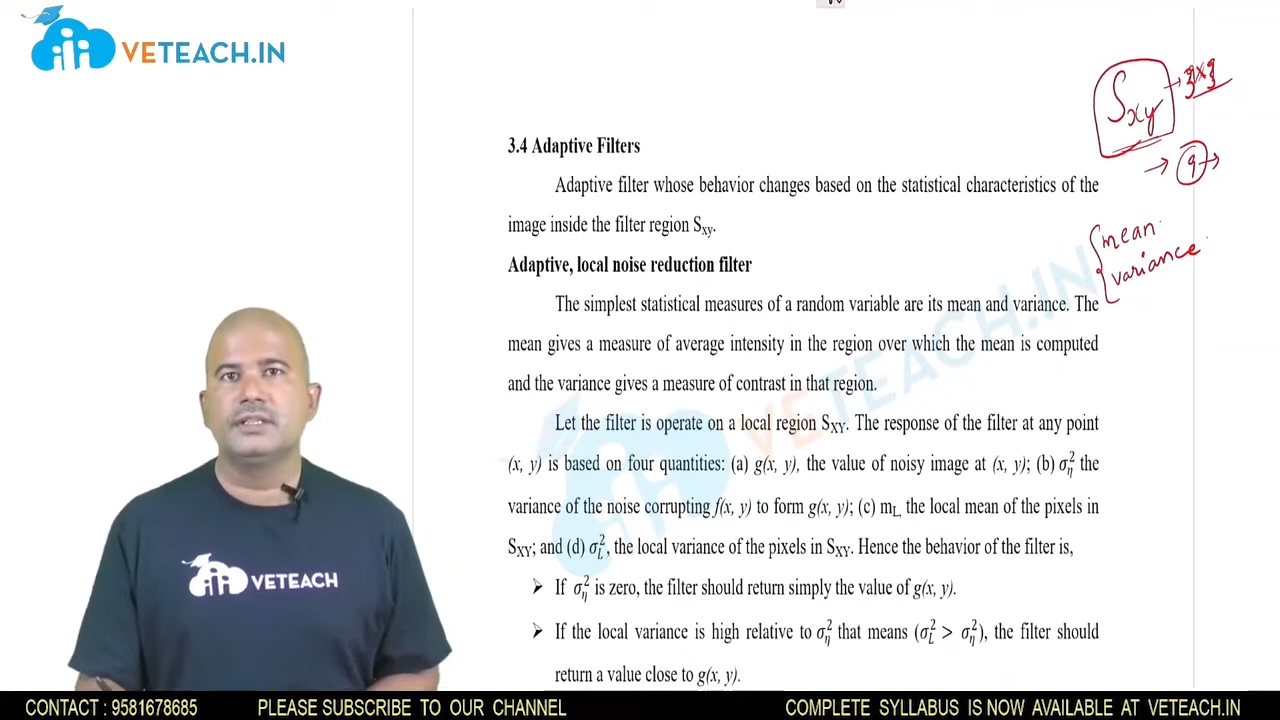 VETEACH.IN
Sxy → 3x3
→ 9 →
3.4 Adaptive Filters
Adaptive filter whose behavior changes based on the statistical characteristics of the
image inside the filter region Sxy.
mean
variance
Adaptive, local noise reduction filter
The simplest statistical measures of a random variable are its mean and variance. The
mean gives a measure of average intensity in the region over which the mean is computed
and the variance gives a measure of contrast in that region.
Let the filter is operate on a local region SXY. The response of the filter at any point
(x, y) is based on four quantities: (a) g(x, y), the value of noisy image at (x, y); (b) σ²η the
variance of the noise corrupting f(x, y) to form g(x, y); (c) mL, the local mean of the pixels in
SXY; and (d) σ²L, the local variance of the pixels in SXY. Hence the behavior of the filter is,
➢ If σ²η is zero, the filter should return simply the value of g(x, y).
➢ If the local variance is high relative to σ²η that means (σ²L > σ²η), the filter should
return a value close to g(x, y).
VETEACH.IN
VETEACH
CONTACT : 9581678685 PLEASE SUBSCRIBE TO OUR CHANNEL COMPLETE SYLLABUS IS NOW AVAILABLE AT VETEACH.IN